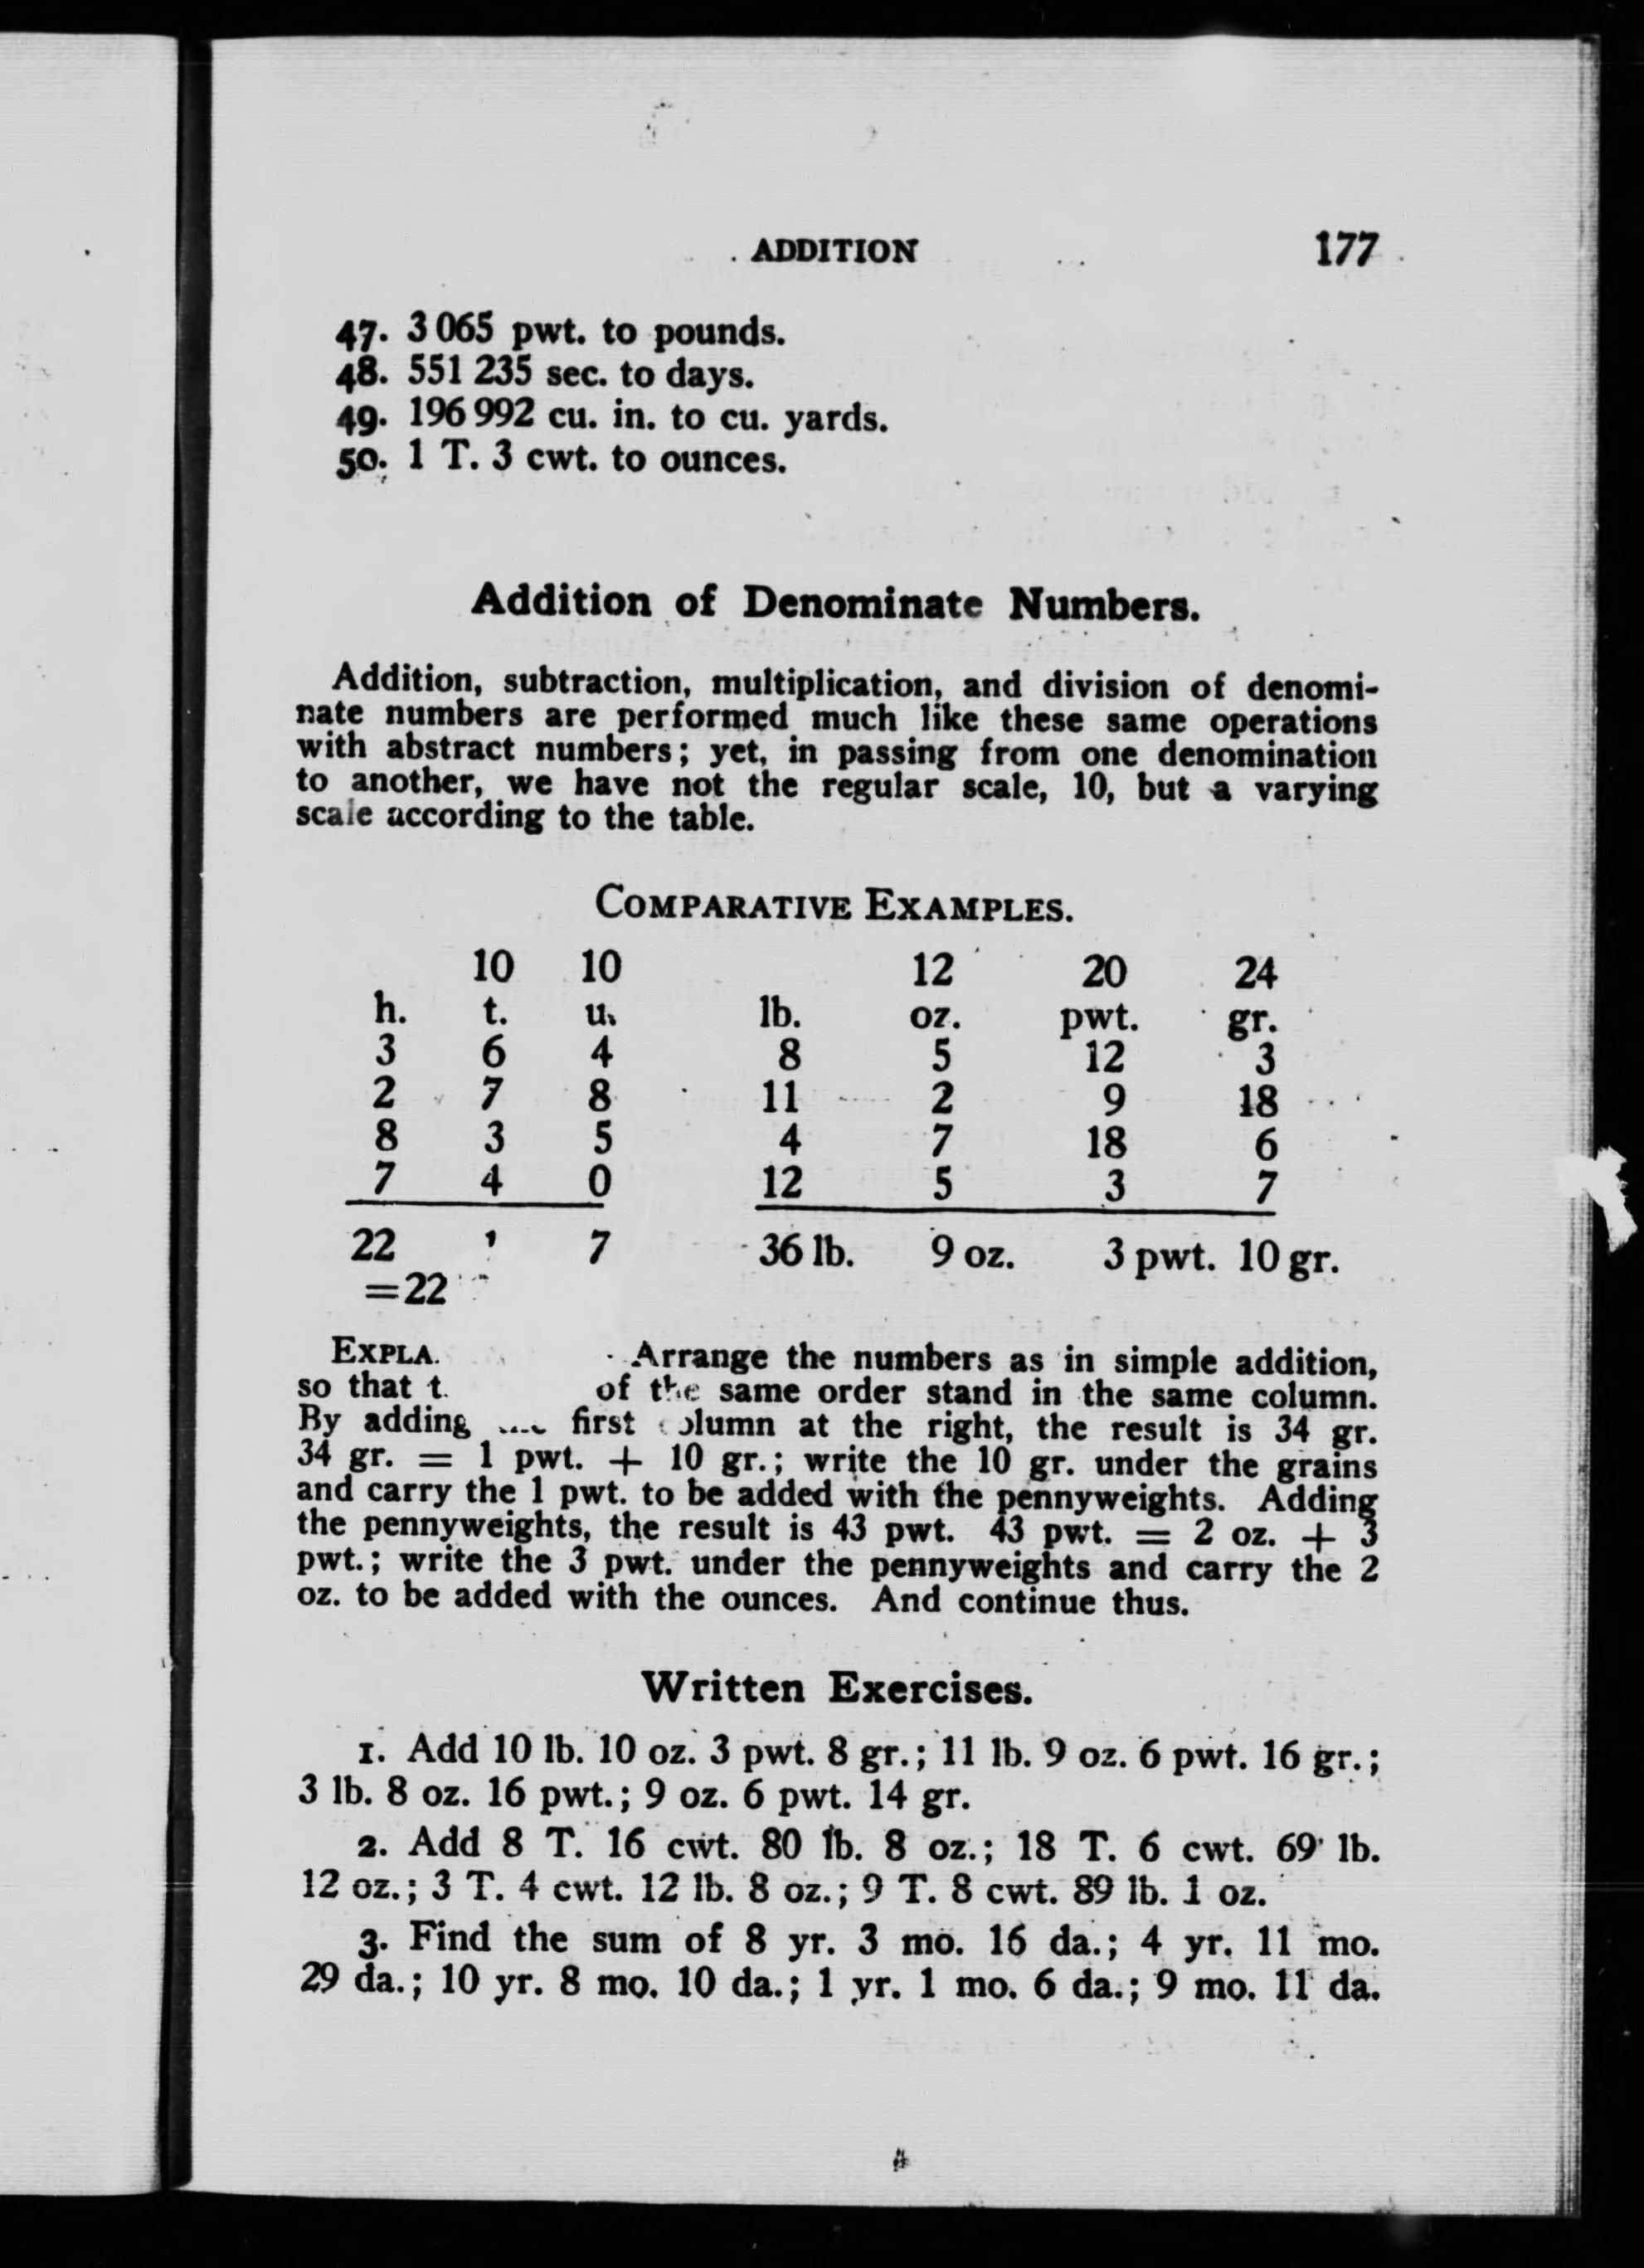 ADDITION 177
47. 3 065 pwt. to pounds.
48. 551 235 sec. to days.
49. 196 992 cu. in. to cu. yards.
50. 1 T. 3 cwt. to ounces.
Addition of Denominate Numbers.
Addition, subtraction, multiplication, and division of denomi-
nate numbers are performed much like these same operations
with abstract numbers; yet, in passing from one denomination
to another, we have not the regular scale, 10, but a varying
scale according to the table.
COMPARATIVE EXAMPLES.
10 10 12 20 24
h. t. u. lb. oz. pwt. gr.
3 6 4 8 5 12 3
2 7 8 11 2 9 18
8 3 5 4 7 18 6
7 4 0 12 5 3 7
22 7 36 lb. 9 oz. 3 pwt. 10 gr.
=22
EXPLA. Arrange the numbers as in simple addition,
so that t. of the same order stand in the same column.
By adding first column at the right, the result is 34 gr.
34 gr. = 1 pwt. + 10 gr.; write the 10 gr. under the grains
and carry the 1 pwt. to be added with the pennyweights. Adding
the pennyweights, the result is 43 pwt. 43 pwt. = 2 oz. + 3
pwt.; write the 3 pwt. under the pennyweights and carry the 2
oz. to be added with the ounces. And continue thus.
Written Exercises.
1. Add 10 lb. 10 oz. 3 pwt. 8 gr.; 11 lb. 9 oz. 6 pwt. 16 gr.;
3 lb. 8 oz. 16 pwt.; 9 oz. 6 pwt. 14 gr.
2. Add 8 T. 16 cwt. 80 lb. 8 oz.; 18 T. 6 cwt. 69 lb.
12 oz.; 3 T. 4 cwt. 12 lb. 8 oz.; 9 T. 8 cwt. 89 lb. 1 oz.
3. Find the sum of 8 yr. 3 mo. 16 da.; 4 yr. 11 mo.
29 da.; 10 yr. 8 mo. 10 da.; 1 yr. 1 mo. 6 da.; 9 mo. 11 da.